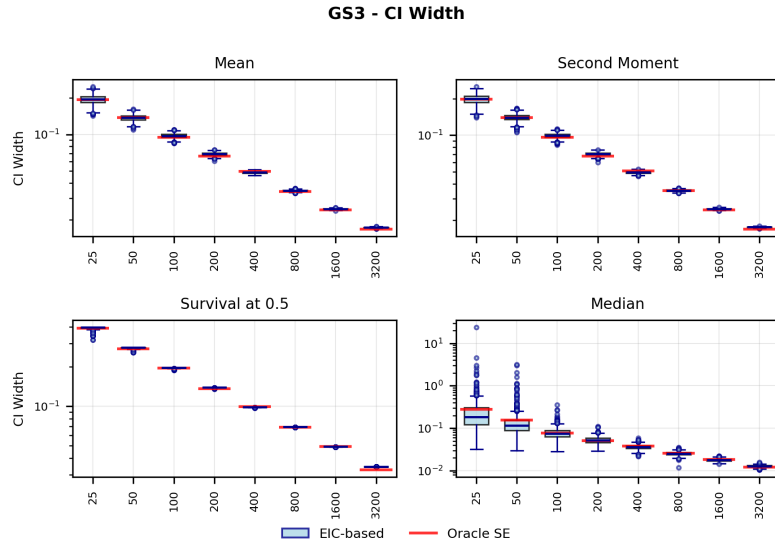 GS3 - CI Width
Mean
Second Moment
CI Width
10⁻¹
25 50 100 200 400 800 1600 3200
10⁻¹
25 50 100 200 400 800 1600 3200
Survival at 0.5
Median
CI Width
10⁻¹
25 50 100 200 400 800 1600 3200
10¹
10⁰
10⁻¹
10⁻²
25 50 100 200 400 800 1600 3200
EIC-based Oracle SE